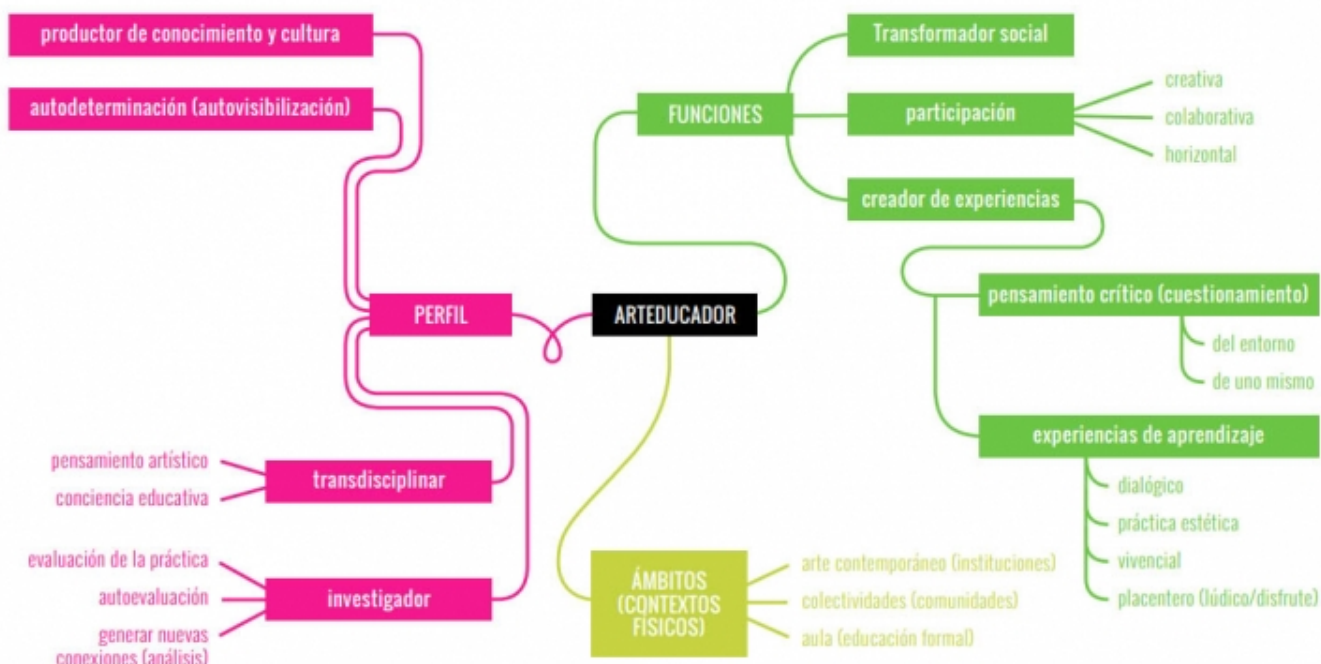 productor de conocimiento y cultura
autodeterminación (autovisibilización)
PERFIL
transdisciplinar
pensamiento artístico
conciencia educativa
investigador
evaluación de la práctica
autoevaluación
generar nuevas
conexiones (análisis)
ARTEDUCADOR
FUNCIONES
Transformador social
participación
creativa
colaborativa
horizontal
creador de experiencias
pensamiento crítico (cuestionamiento)
del entorno
de uno mismo
experiencias de aprendizaje
dialógico
práctica estética
vivencial
placentero (lúdico/disfrute)
ÁMBITOS
(CONTEXTOS
FÍSICOS)
arte contemporáneo (instituciones)
colectividades (comunidades)
aula (educación formal)